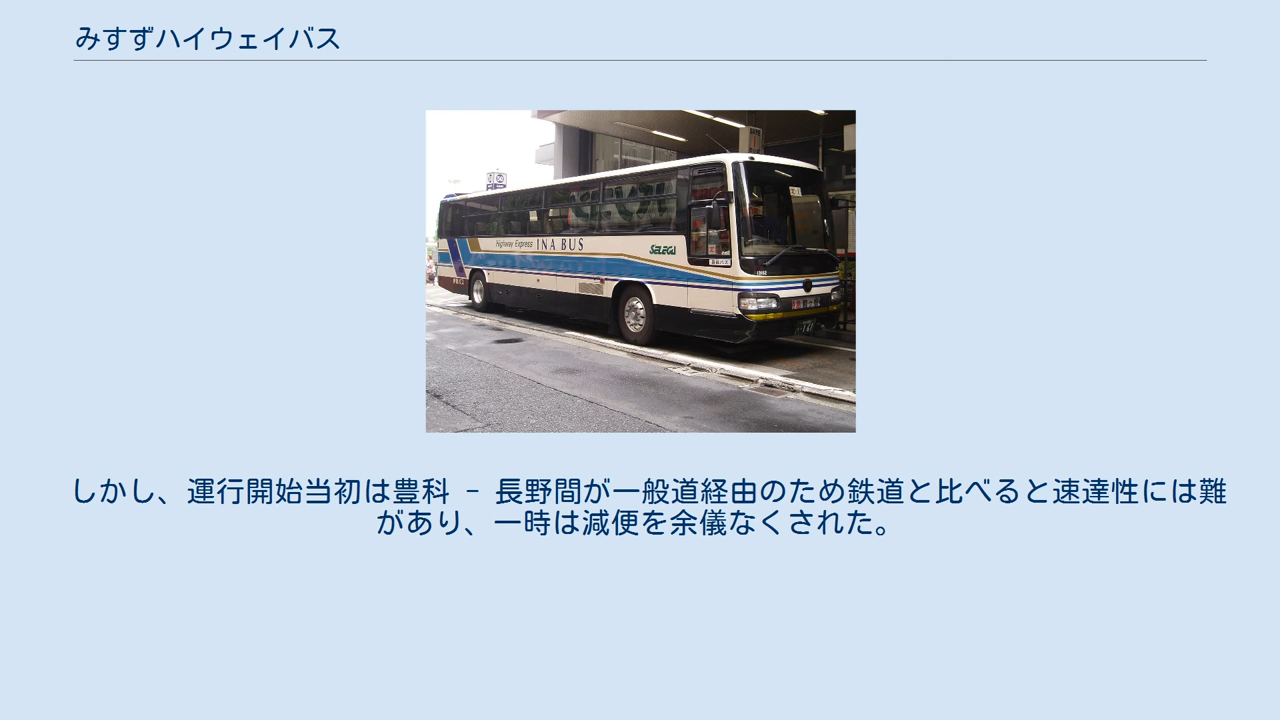 みすずハイウェイバス
Highway Express INA BUS
SELEGA
しかし、運行開始当初は豊科 - 長野間が一般道経由のため鉄道と比べると速達性には難
があり、一時は減便を余儀なくされた。